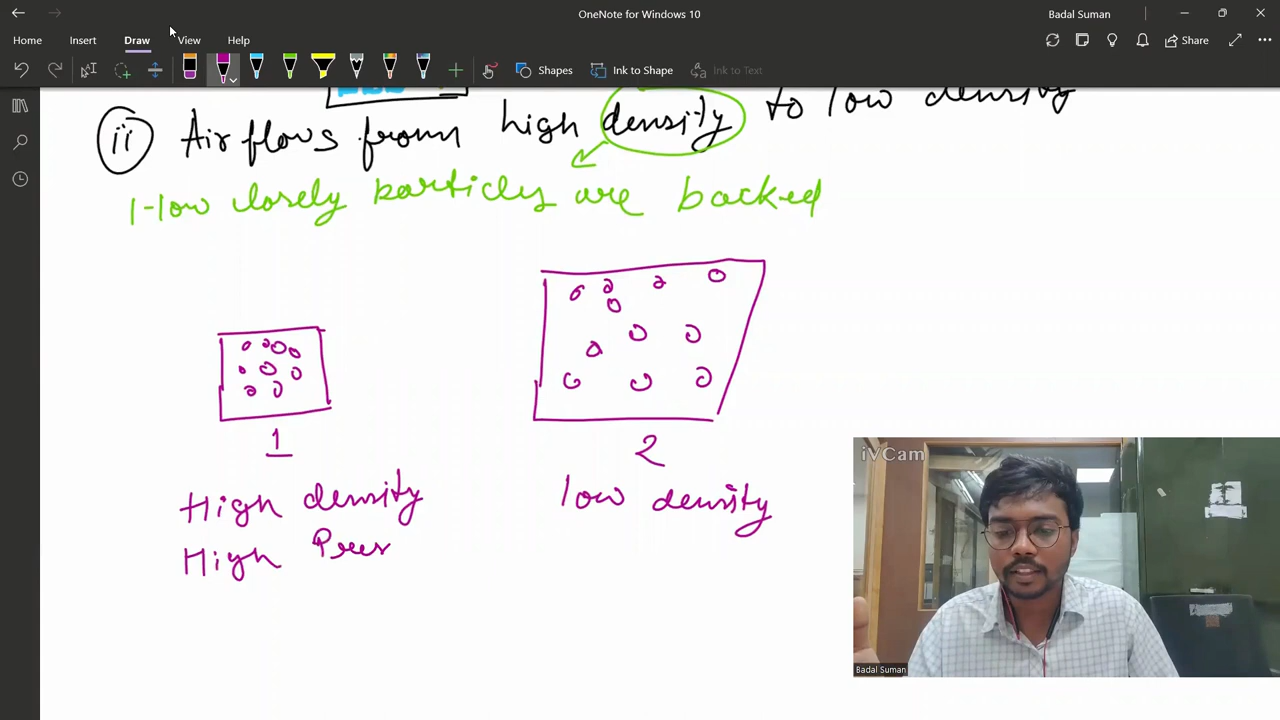 OneNote for Windows 10
Badal Suman
Home
Insert
Draw
View
Help
Share
Shapes
Ink to Shape
Ink to Text
ii Air flows from high density to low density
How closely particles are backed
1
2
High density
low density
High Pres
iVCam
Badal Suman